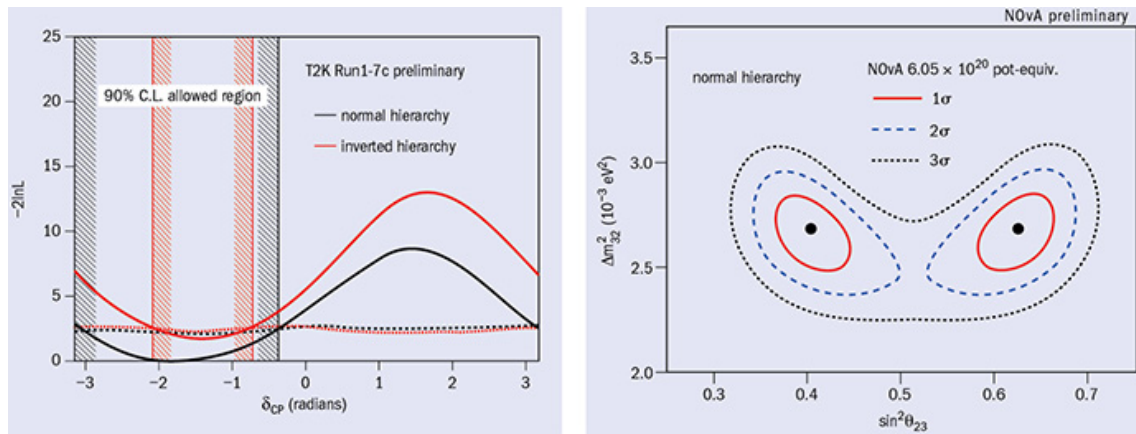 25
20
15
10
5
0
−2lnL
T2K Run1-7c preliminary
90% C.L. allowed region
normal hierarchy
inverted hierarchy
−3 −2 −1 0 1 2 3
δCP (radians)
NOvA preliminary
3.5
3.0
2.5
2.0
Δm²32 (10⁻³ eV²)
normal hierarchy
NOvA 6.05 × 10²⁰ pot-equiv.
1σ
2σ
3σ
0.3 0.4 0.5 0.6 0.7
sin²θ23